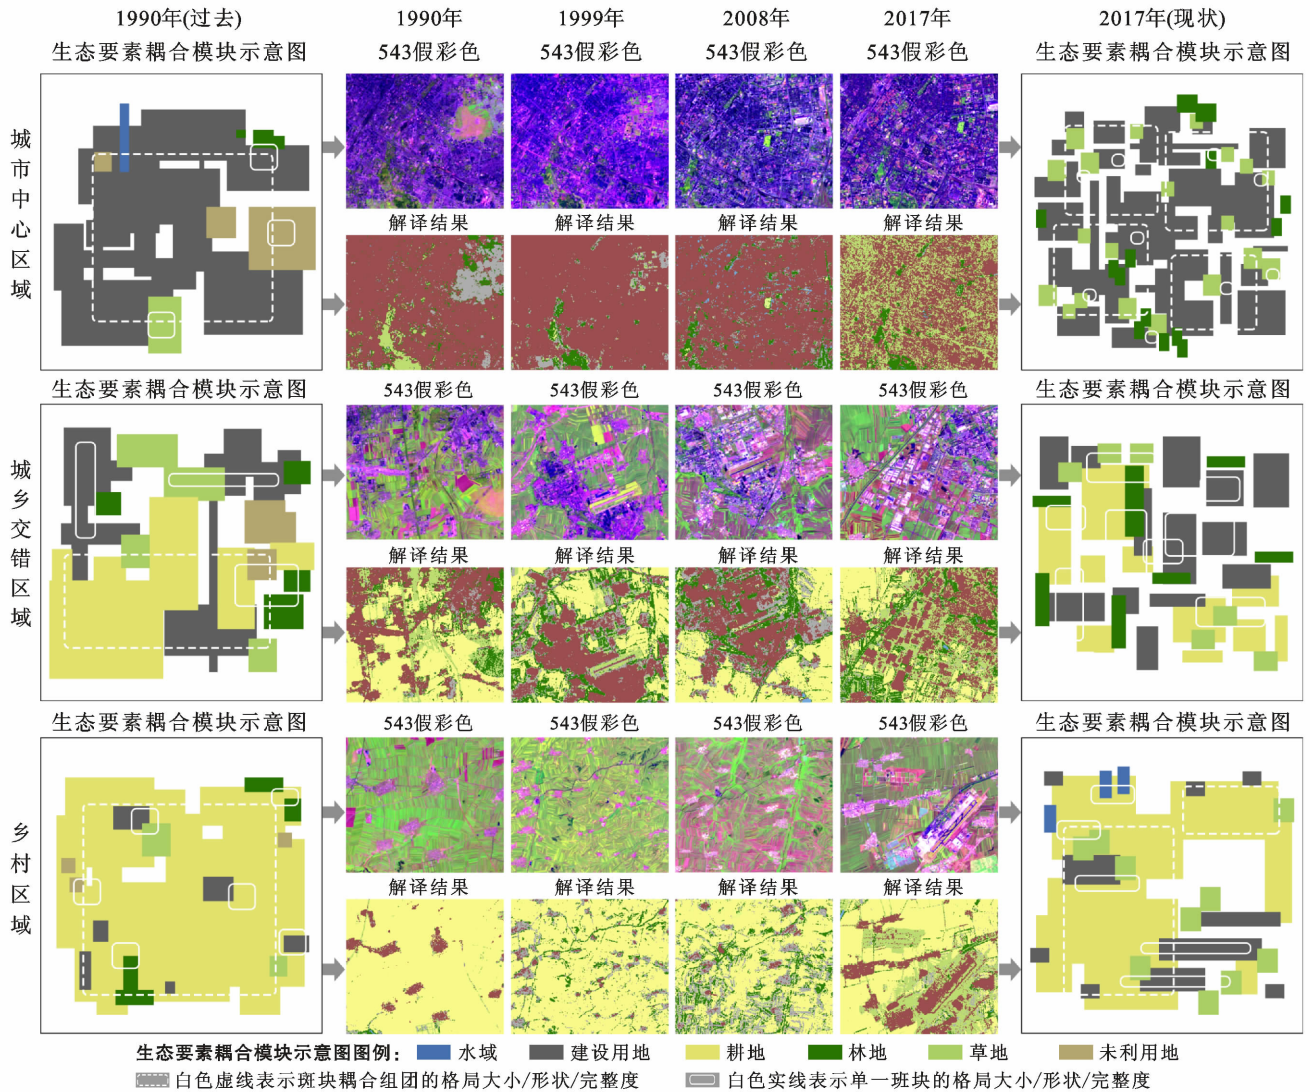 1990年(过去) 1990年 1999年 2008年 2017年 2017年(现状)
生态要素耦合模块示意图 543假彩色 543假彩色 543假彩色 543假彩色 生态要素耦合模块示意图
城市中心区域
解译结果 解译结果 解译结果 解译结果
生态要素耦合模块示意图 543假彩色 543假彩色 543假彩色 543假彩色 生态要素耦合模块示意图
城乡交错区域
解译结果 解译结果 解译结果 解译结果
生态要素耦合模块示意图 543假彩色 543假彩色 543假彩色 543假彩色 生态要素耦合模块示意图
乡村区域
解译结果 解译结果 解译结果 解译结果
生态要素耦合模块示意图图例: 水域 建设用地 耕地 林地 草地 未利用地
白色虚线表示斑块耦合组团的格局大小/形状/完整度 白色实线表示单一班块的格局大小/形状/完整度